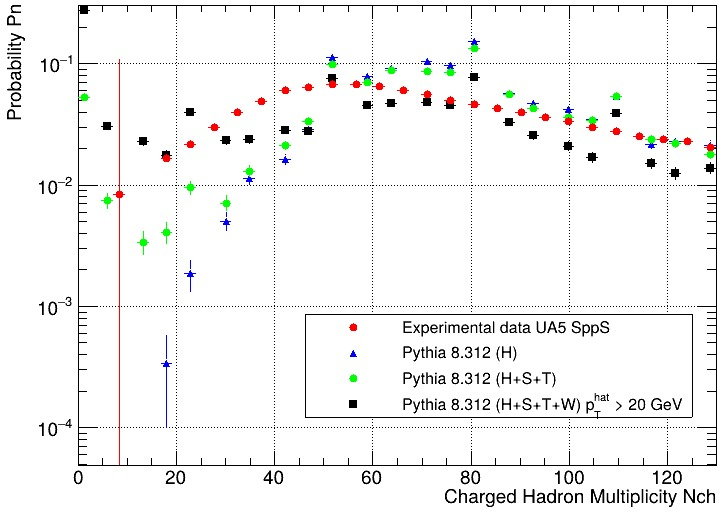 Probability Pn
10⁻¹
10⁻²
10⁻³
10⁻⁴
Experimental data UA5 SppS
Pythia 8.312 (H)
Pythia 8.312 (H+S+T)
Pythia 8.312 (H+S+T+W) p_T^hat > 20 GeV
0 20 40 60 80 100 120
Charged Hadron Multiplicity Nch